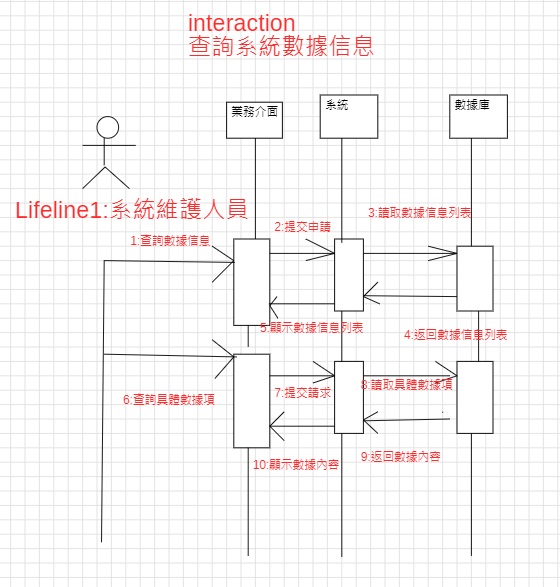 interaction
查詢系統數據信息
業務介面
系統
數據庫
Lifeline1:系統維護人員
3:讀取數據信息列表
2:提交申請
1:查詢數據信息
5:顯示數據信息列表
4:返回數據信息列表
8:讀取具體數據項
7:提交請求
6:查詢具體數據項
9:返回數據內容
10:顯示數據內容